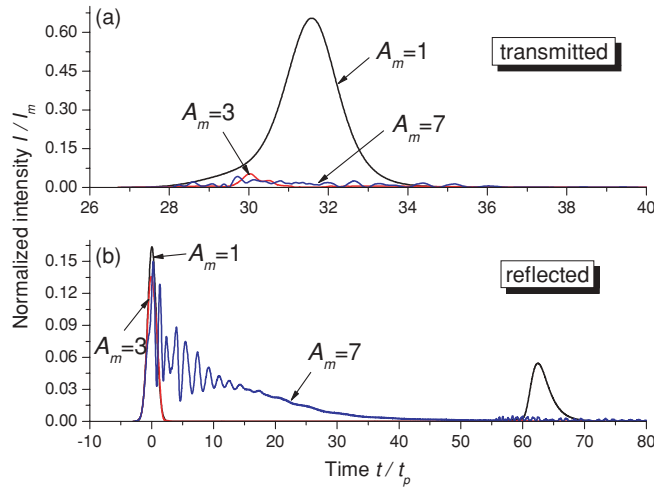 (a)
transmitted
A_m=1
A_m=3
A_m=7
0.60
0.45
0.30
0.15
0.00
26 28 30 32 34 36 38 40
Normalized intensity I / I_m
(b)
reflected
A_m=1
A_m=3
A_m=7
0.15
0.12
0.09
0.06
0.03
0.00
-10 0 10 20 30 40 50 60 70 80
Time t / t_p